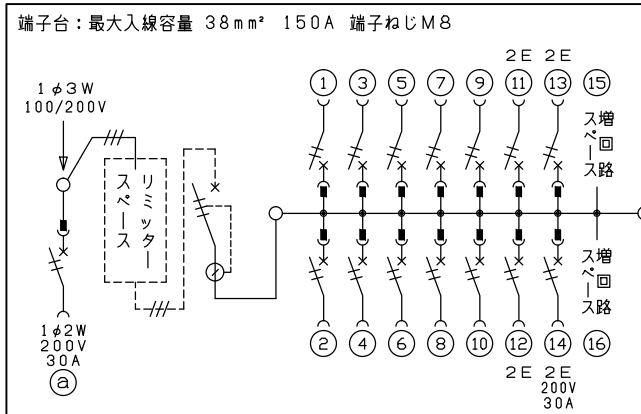 端子台：最大入線容量 38mm² 150A 端子ねじM8
1φ3W
100/200V
リミッター
スペース
1φ2W
200V
30A
a
2E 2E
1 3 5 7 9 11 13 15
増回路
スペース
増回路
スペース
2 4 6 8 10 12 14 16
2E 2E
200V
30A